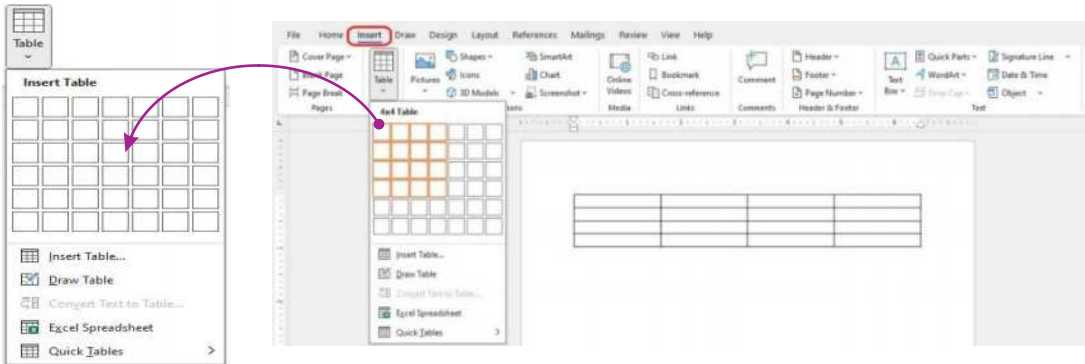 Table
Insert Table
Insert Table...
Draw Table
Convert Text to Table...
Excel Spreadsheet
Quick Tables >
File Home Insert Draw Design Layout References Mailings Review View Help
Cover Page
Blank Page
Page Break
Pages
Table
Pictures
Shapes
Icons
3D Models
SmartArt
Chart
Screenshot
Online
Videos
Media
Link
Bookmark
Cross-reference
Links
Comment
Comments
Header
Footer
Page Number
Header & Footer
Text
Box
Quick Parts
WordArt
Drop Cap
Signature Line
Date & Time
Object
Text
4x4 Table
Insert Table...
Draw Table
Convert Text to Table...
Excel Spreadsheet
Quick Tables >